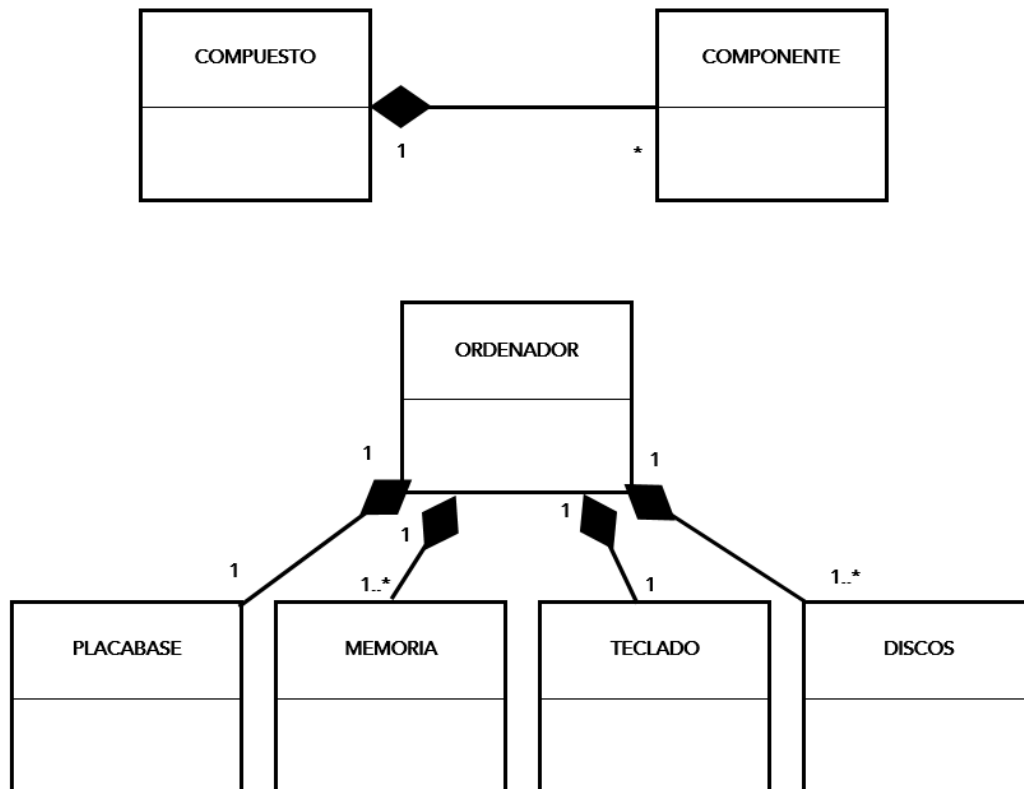 COMPUESTO
COMPONENTE
1
*
ORDENADOR
1
1
1
1
1
1..*
1
1..*
PLACABASE
MEMORIA
TECLADO
DISCOS